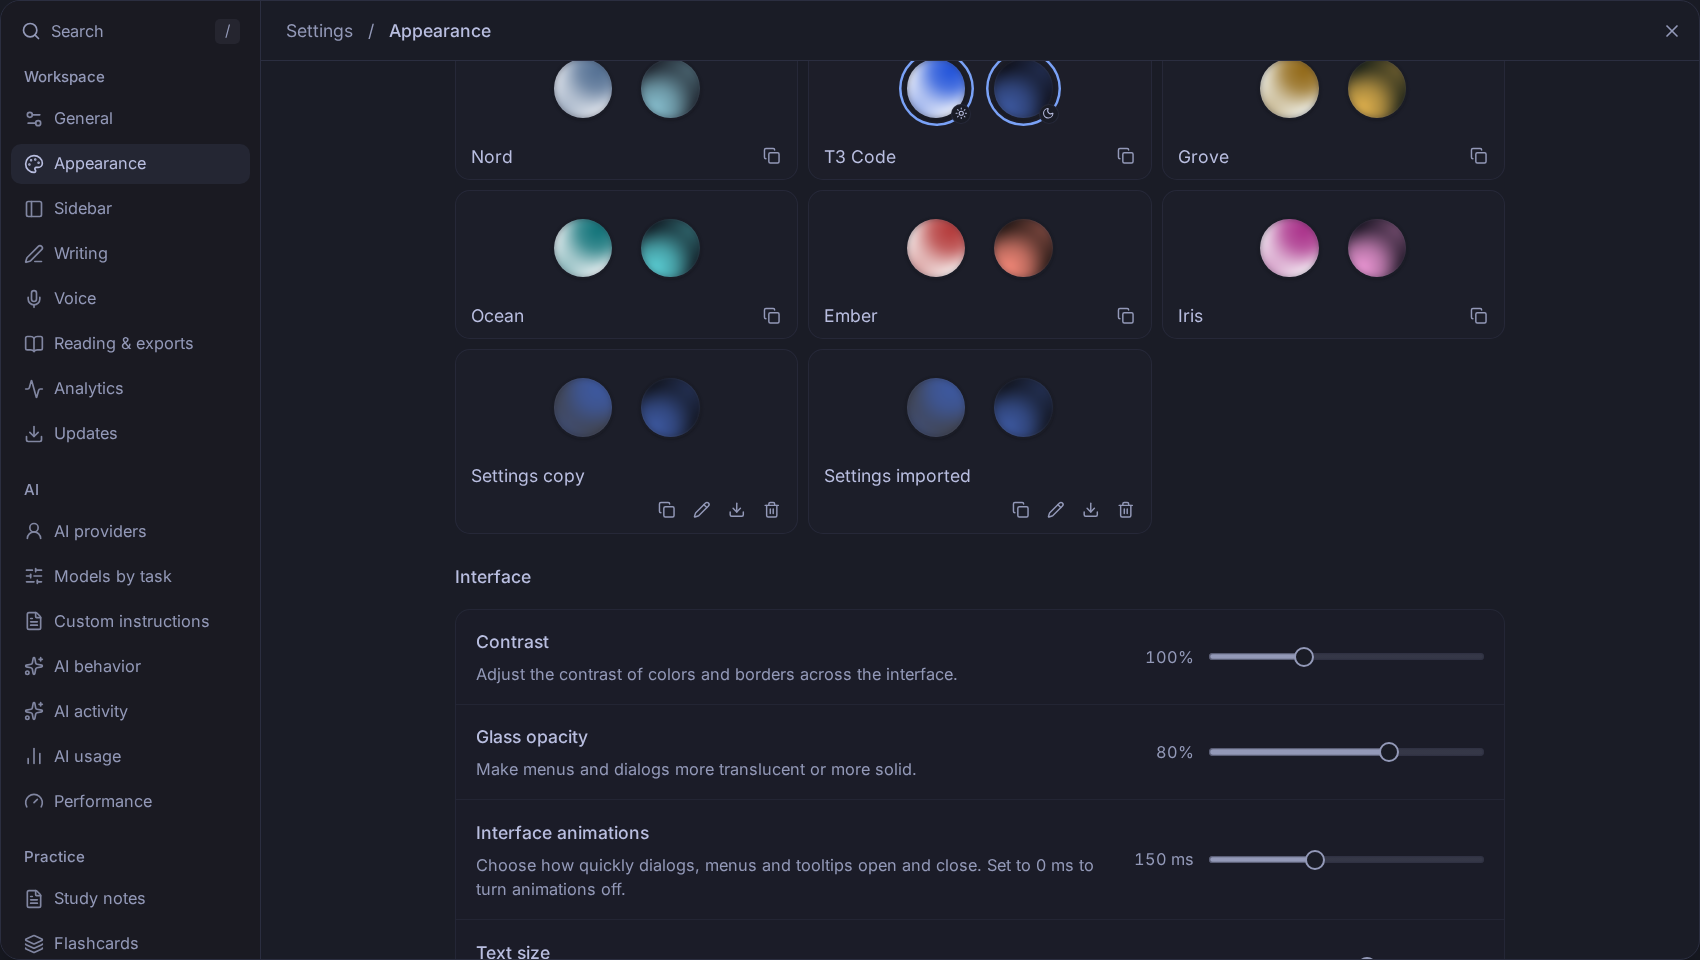 Search
/
Settings / Appearance
Workspace
General
Appearance
Sidebar
Writing
Voice
Reading & exports
Analytics
Updates
AI
AI providers
Models by task
Custom instructions
AI behavior
AI activity
AI usage
Performance
Practice
Study notes
Flashcards
Nord
T3 Code
Grove
Ocean
Ember
Iris
Settings copy
Settings imported
Interface
Contrast
Adjust the contrast of colors and borders across the interface.
100%
Glass opacity
Make menus and dialogs more translucent or more solid.
80%
Interface animations
Choose how quickly dialogs, menus and tooltips open and close. Set to 0 ms to
turn animations off.
150 ms
Text size